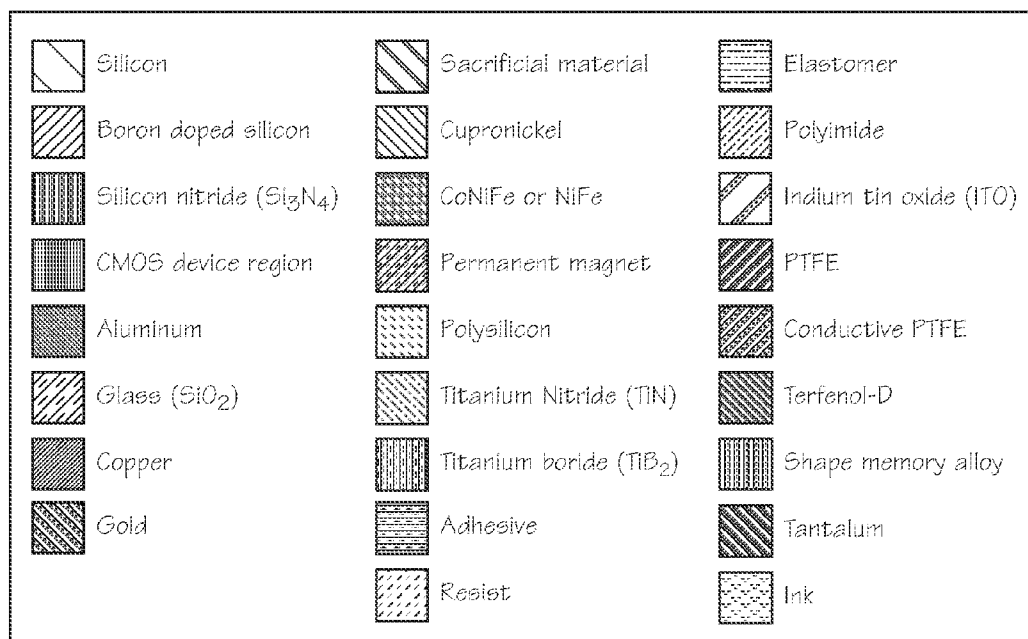 Silicon
Boron doped silicon
Silicon nitride (Si₃N₄)
CMOS device region
Aluminum
Glass (SiO₂)
Copper
Gold
Sacrificial material
Cupronickel
CoNiFe or NiFe
Permanent magnet
Polysilicon
Titanium Nitride (TiN)
Titanium boride (TiB₂)
Adhesive
Resist
Elastomer
Polyimide
Indium tin oxide (ITO)
PTFE
Conductive PTFE
Terfenol-D
Shape memory alloy
Tantalum
Ink